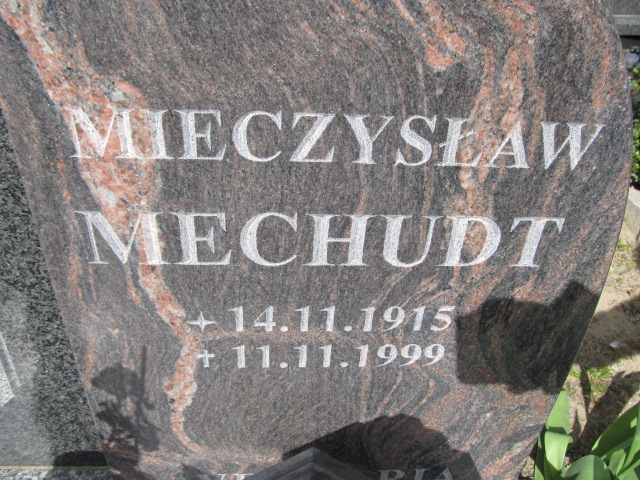 MIECZYSŁAW
MECHUDT
✦ 14.11.1915
+ 11.11.1999